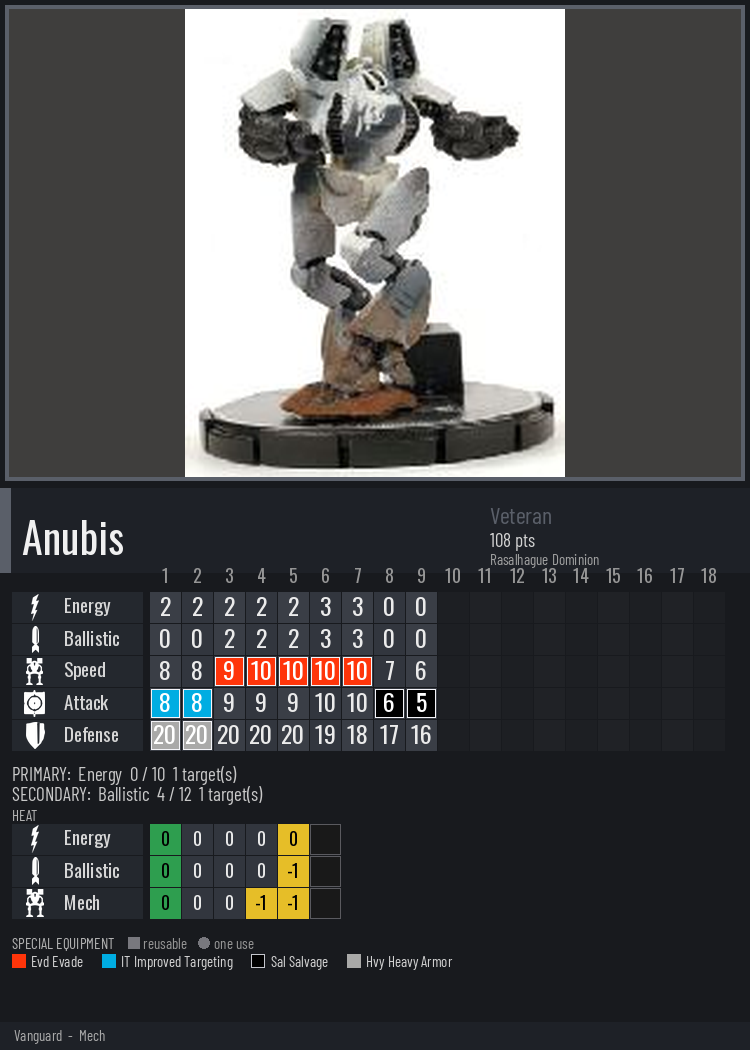 Anubis
Veteran
108 pts
Rasalhague Dominion
1 2 3 4 5 6 7 8 9 10 11 12 13 14 15 16 17 18
Energy 2 2 2 2 2 3 3 0 0
Ballistic 0 0 2 2 2 3 3 0 0
Speed 8 8 9 10 10 10 10 7 6
Attack 8 8 9 9 9 10 10 6 5
Defense 20 20 20 20 20 19 18 17 16
PRIMARY: Energy 0 / 10 1 target(s)
SECONDARY: Ballistic 4 / 12 1 target(s)
HEAT
Energy 0 0 0 0 0
Ballistic 0 0 0 0 -1
Mech 0 0 0 -1 -1
SPECIAL EQUIPMENT reusable one use
Evd Evade IT Improved Targeting Sal Salvage Hvy Heavy Armor
Vanguard - Mech